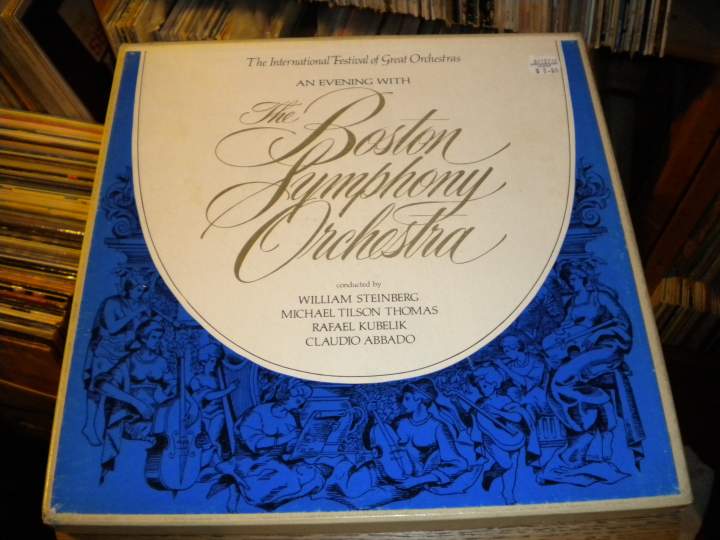 The International Festival of Great Orchestras
AN EVENING WITH
The Boston
Symphony
Orchestra
conducted by
WILLIAM STEINBERG
MICHAEL TILSON THOMAS
RAFAEL KUBELIK
CLAUDIO ABBADO